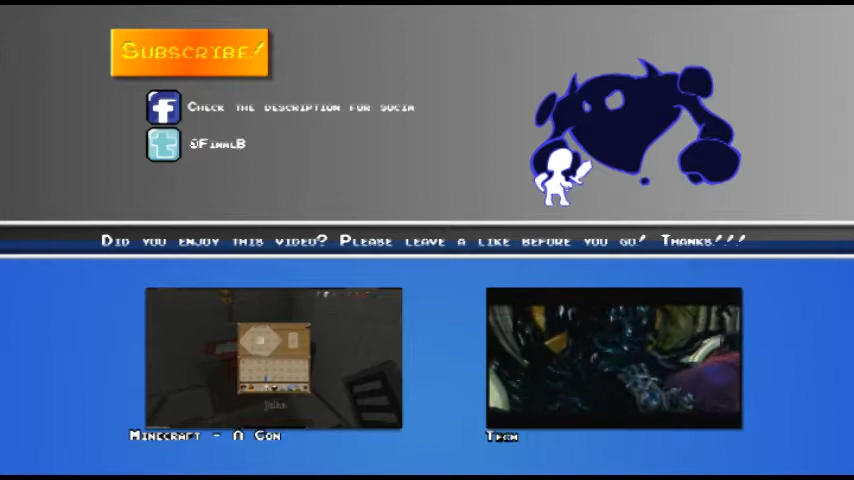 Subscribe!
Check the description for socia
@FinalB
Did you enjoy this video? Please leave a like before you go! Thanks!!!
Minecraft - A Con
Tech